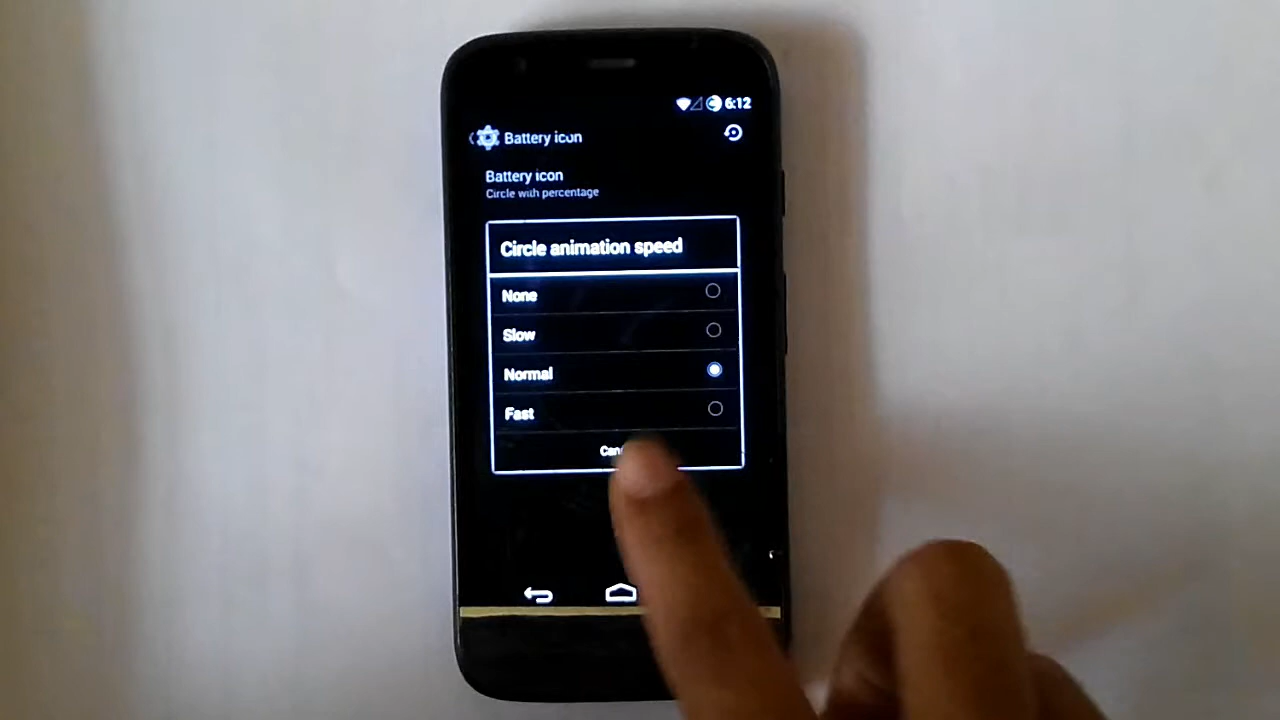 6:12
Battery icon
Battery icon
Circle with percentage
Circle animation speed
None
Slow
Normal
Fast